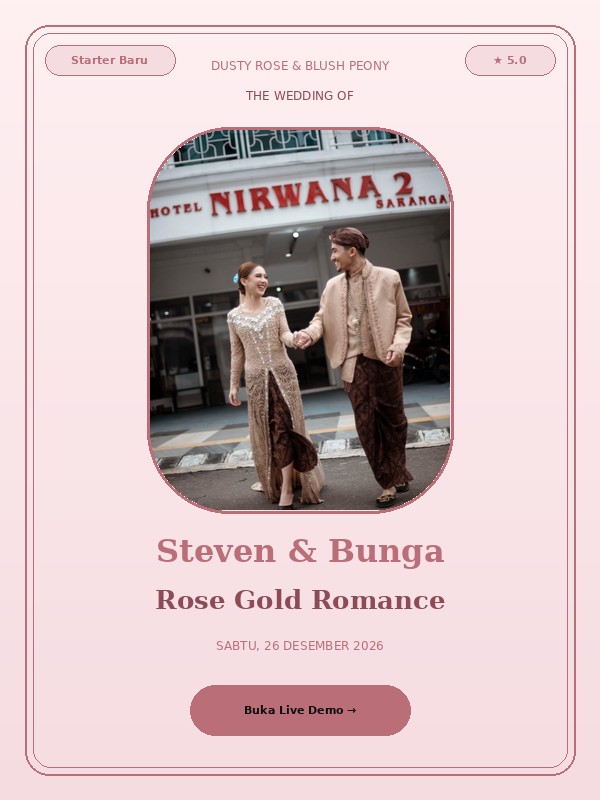 Starter Baru
DUSTY ROSE & BLUSH PEONY
★ 5.0
THE WEDDING OF
HOTEL NIRWANA 2
SARANGA
Steven & Bunga
Rose Gold Romance
SABTU, 26 DESEMBER 2026
Buka Live Demo →